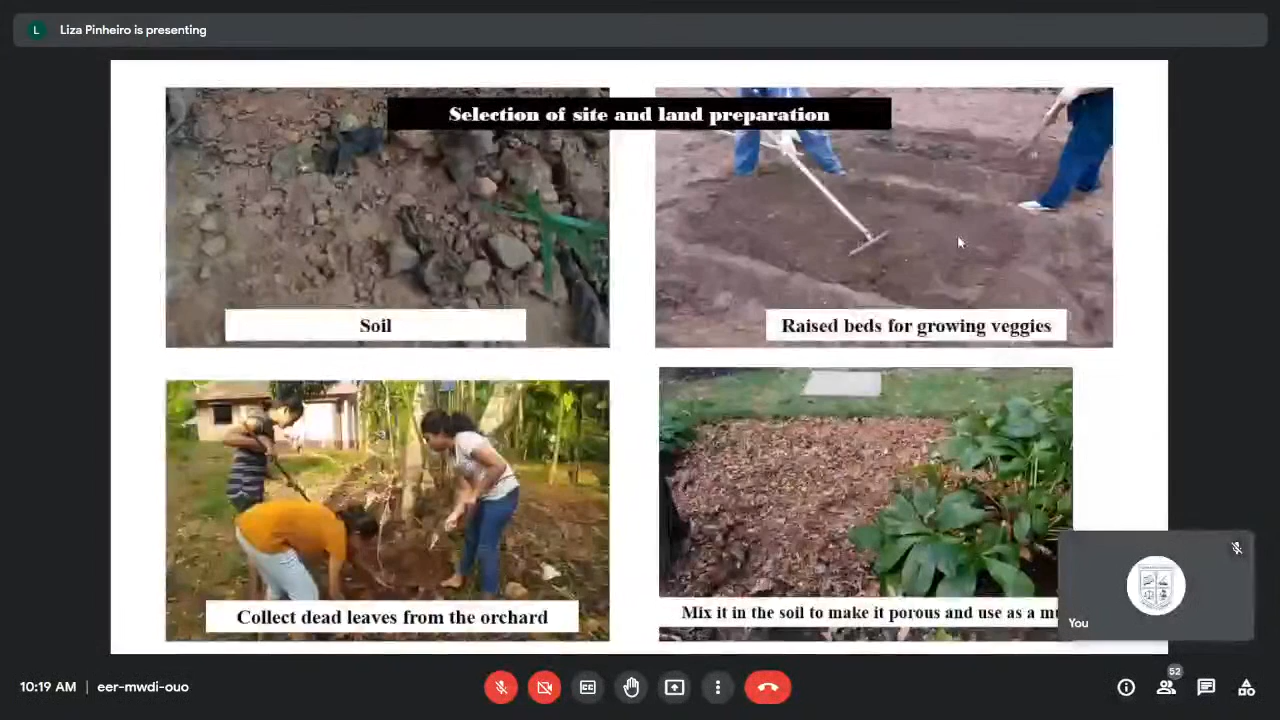 L
Liza Pinheiro is presenting
Selection of site and land preparation
Soil
Raised beds for growing veggies
Collect dead leaves from the orchard
Mix it in the soil to make it porous and use as a
You
10:19 AM | eer-mwdi-ouo
52